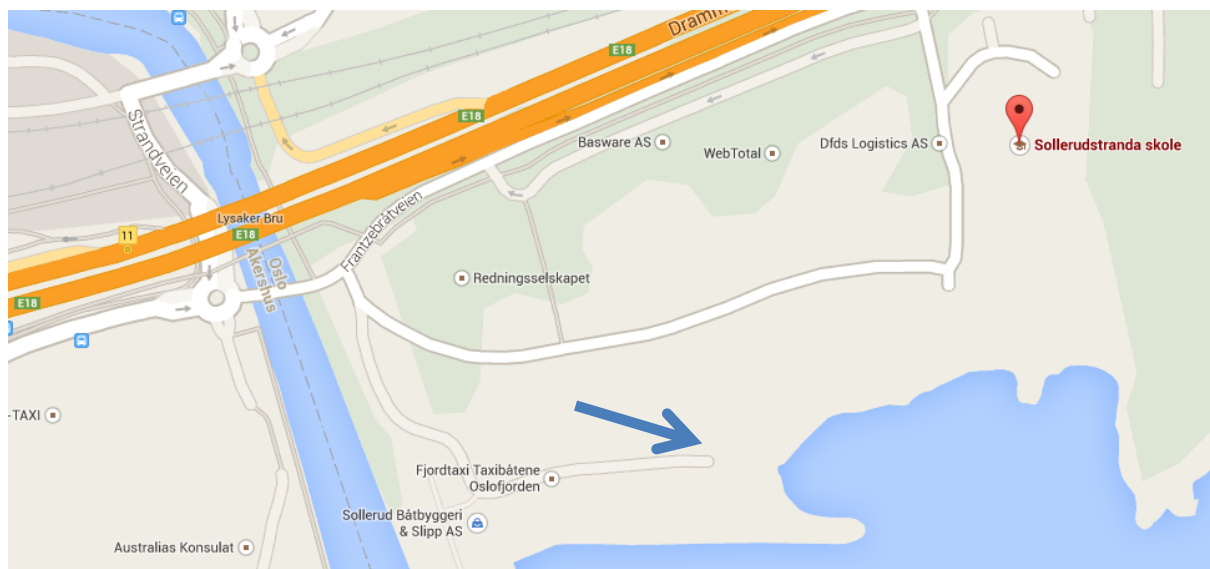 Dramm
E18
E18
Strandveien
Basware AS
WebTotal
Dfds Logistics AS
Sollerudstranda skole
Lysaker Bru
11
E18
Frantzebråtveien
Oslo
Akershus
Redningsselskapet
E18
-TAXI
Fjordtaxi Taxibåtene
Oslofjorden
Sollerud Båtbyggeri
& Slipp AS
Australias Konsulat